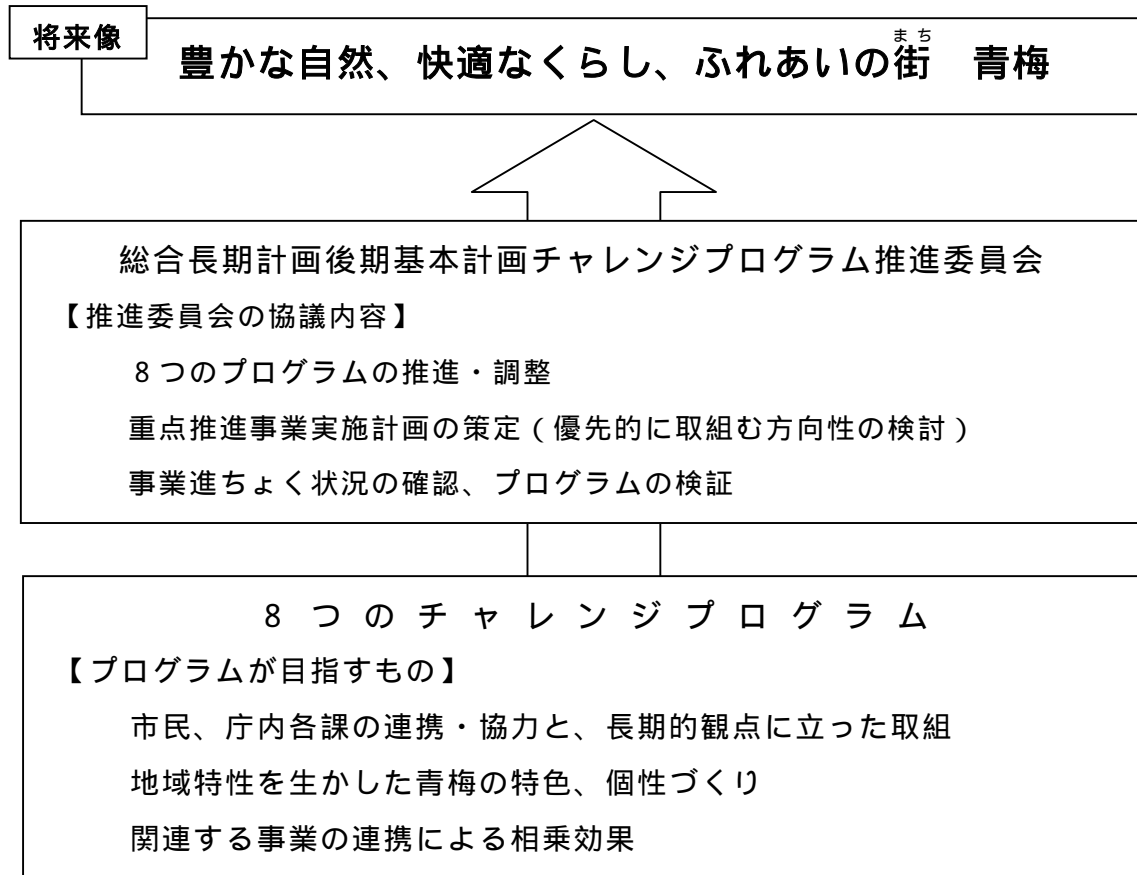 将来像
まち
豊かな自然、快適なくらし、ふれあいの街　青梅
総合長期計画後期基本計画チャレンジプログラム推進委員会
【推進委員会の協議内容】
８つのプログラムの推進・調整
重点推進事業実施計画の策定（優先的に取組む方向性の検討）
事業進ちょく状況の確認、プログラムの検証
８つのチャレンジプログラム
【プログラムが目指すもの】
市民、庁内各課の連携・協力と、長期的観点に立った取組
地域特性を生かした青梅の特色、個性づくり
関連する事業の連携による相乗効果